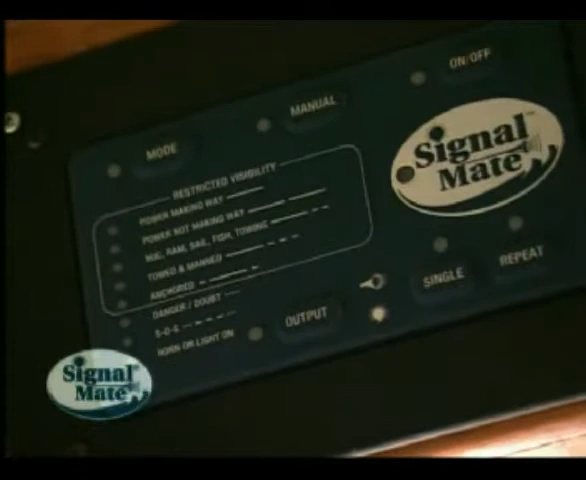 ON/OFF
MANUAL
MODE
Signal
Mate
RESTRICTED VISIBILITY
POWER MAKING WAY
POWER NOT MAKING WAY
NUC, RAM, SAIL, FISH, TOWING
TOWED & MANNED
ANCHORED
DANGER / DOUBT
S-O-S
HORN OR LIGHT ON
OUTPUT
SINGLE
REPEAT
Signal
Mate